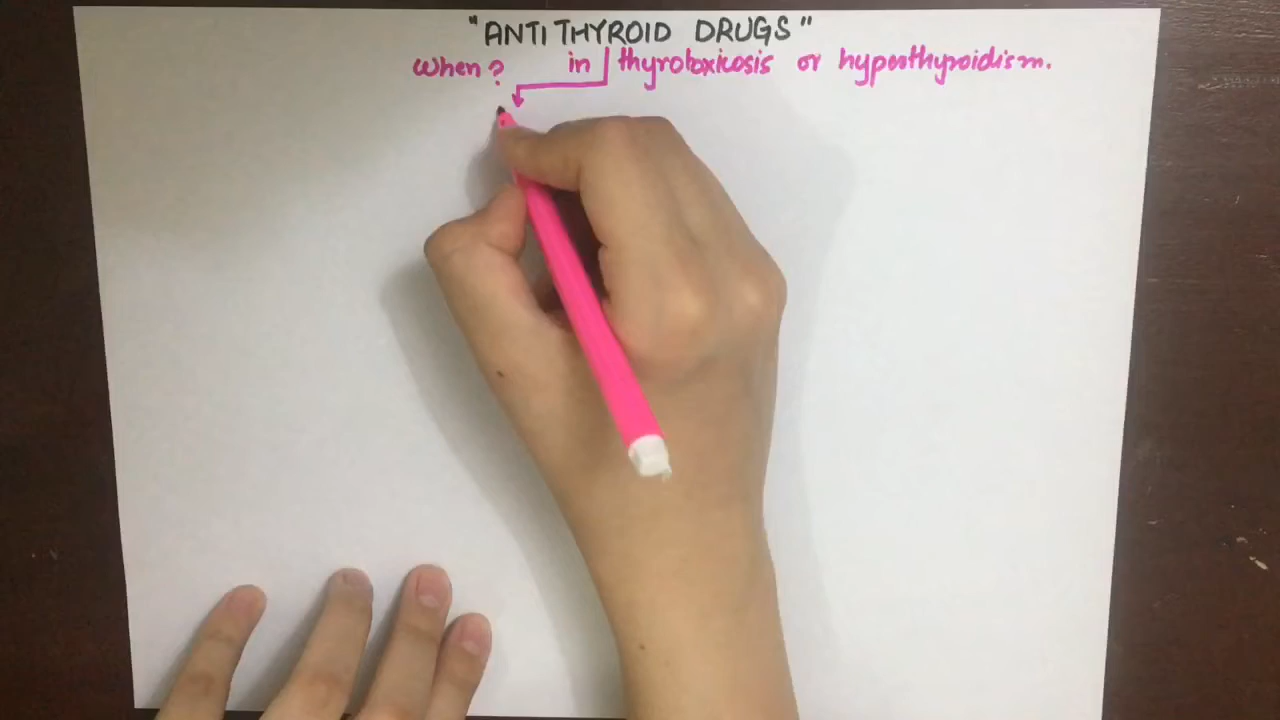 "ANTI THYROID DRUGS"
When? in thyrotoxicosis or hyperthyroidism.